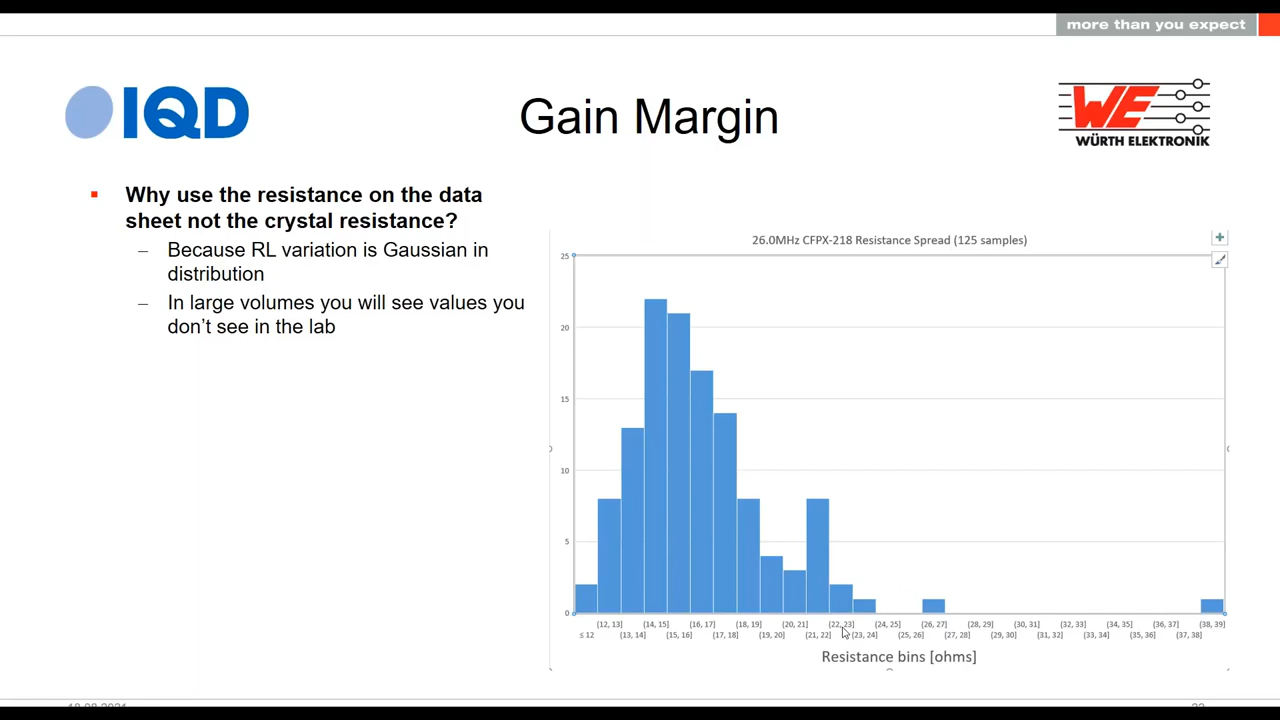 more than you expect
IQD
Gain Margin
WE
WÜRTH ELEKTRONIK
Why use the resistance on the data
sheet not the crystal resistance?
– Because RL variation is Gaussian in
distribution
– In large volumes you will see values you
don't see in the lab
26.0MHz CFPX-218 Resistance Spread (125 samples)
25
20
15
10
5
0
(12, 13] (14, 15] (16, 17] (18, 19] (20, 21] (22, 23] (24, 25] (26, 27] (28, 29] (30, 31] (32, 33] (34, 35] (36, 37] (38, 39]
≤ 12 (13, 14] (15, 16] (17, 18] (19, 20] (21, 22] (23, 24] (25, 26] (27, 28] (29, 30] (31, 32] (33, 34] (35, 36] (37, 38]
Resistance bins [ohms]